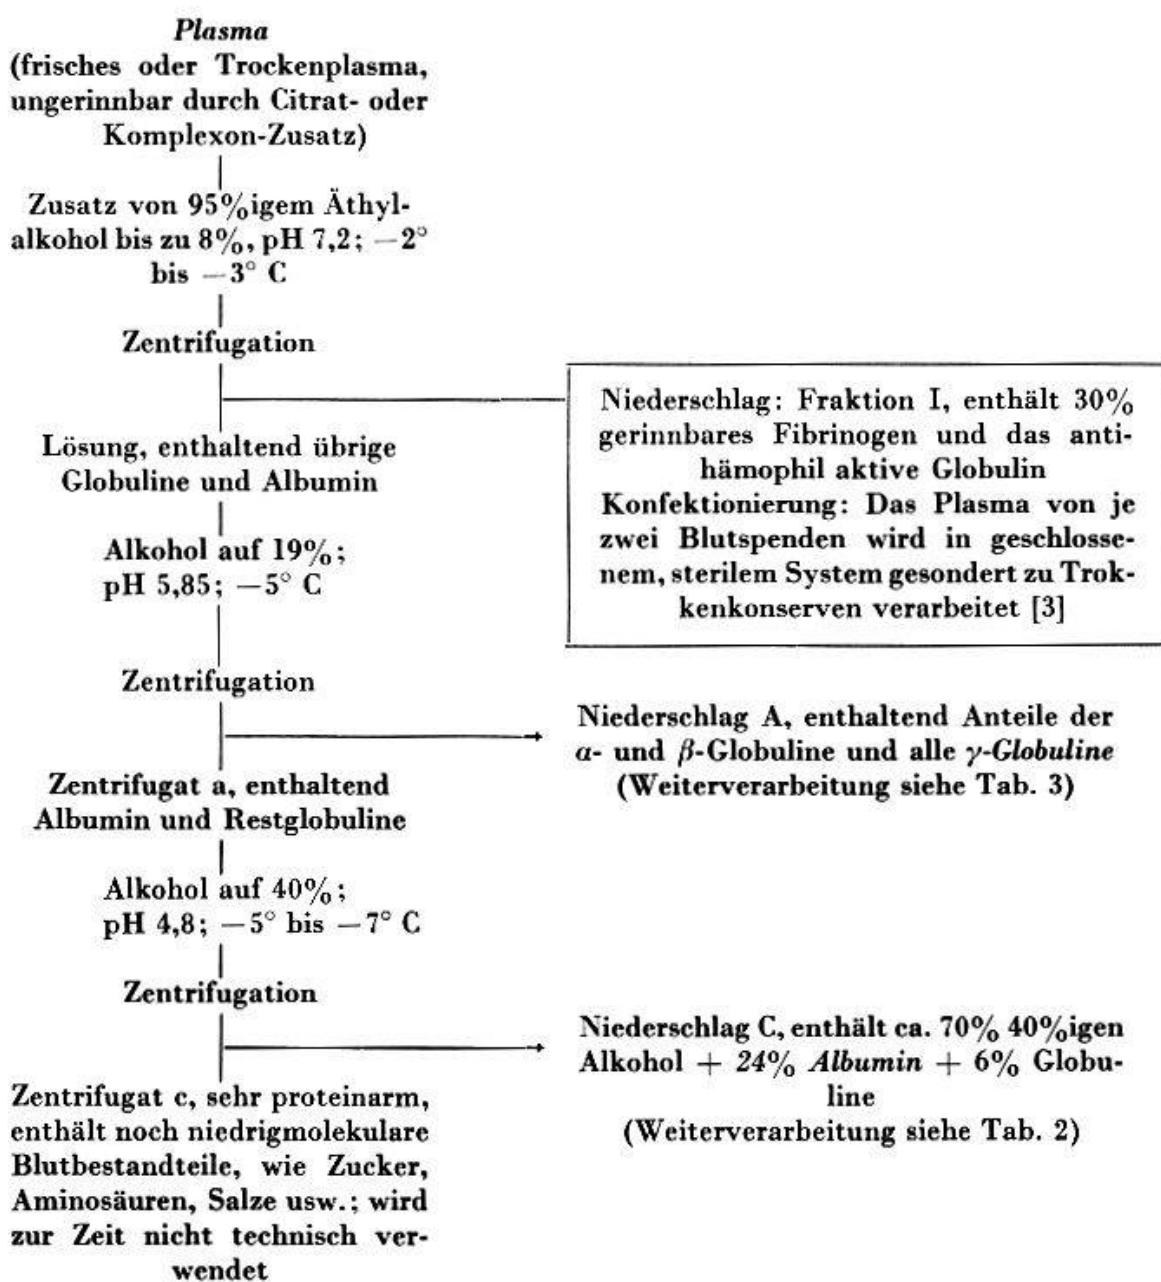 Plasma
(frisches oder Trockenplasma,
ungerinnbar durch Citrat- oder
Komplexon-Zusatz)
Zusatz von 95%igem Äthyl-
alkohol bis zu 8%, pH 7,2; —2°
bis —3° C
Zentrifugation
Niederschlag: Fraktion I, enthält 30%
gerinnbares Fibrinogen und das anti-
hämophil aktive Globulin
Konfektionierung: Das Plasma von je
zwei Blutspenden wird in geschlosse-
nem, sterilem System gesondert zu Trok-
kenkonserven verarbeitet [3]
Lösung, enthaltend übrige
Globuline und Albumin
Alkohol auf 19%;
pH 5,85; —5° C
Zentrifugation
Niederschlag A, enthaltend Anteile der
α- und β-Globuline und alle γ-Globuline
(Weiterverarbeitung siehe Tab. 3)
Zentrifugat a, enthaltend
Albumin und Restglobuline
Alkohol auf 40%;
pH 4,8; —5° bis —7° C
Zentrifugation
Niederschlag C, enthält ca. 70% 40%igen
Alkohol + 24% Albumin + 6% Globu-
line
(Weiterverarbeitung siehe Tab. 2)
Zentrifugat c, sehr proteinarm,
enthält noch niedrigmolekulare
Blutbestandteile, wie Zucker,
Aminosäuren, Salze usw.; wird
zur Zeit nicht technisch ver-
wendet